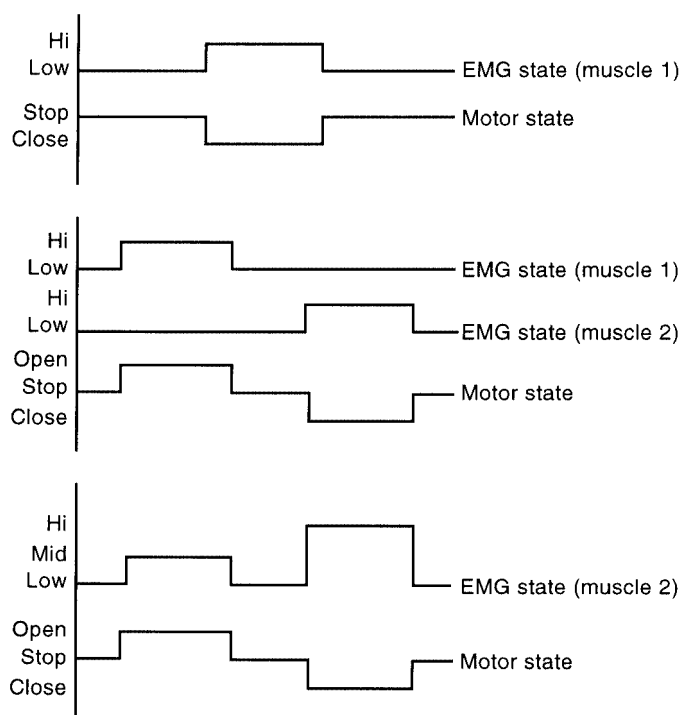 Hi
Low
EMG state (muscle 1)
Stop
Motor state
Close
Hi
Low
EMG state (muscle 1)
Hi
Low
EMG state (muscle 2)
Open
Stop
Motor state
Close
Hi
Mid
Low
EMG state (muscle 2)
Open
Stop
Motor state
Close